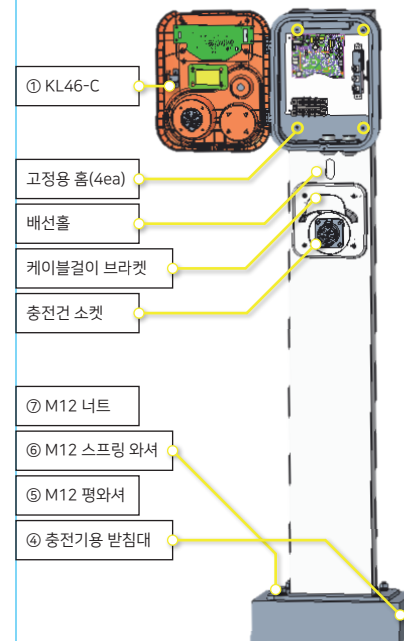 ① KL46-C
고정용 홈(4ea)
배선홀
케이블걸이 브라켓
충전건 소켓
⑦ M12 너트
⑥ M12 스프링 와셔
⑤ M12 평와셔
④ 충전기용 받침대